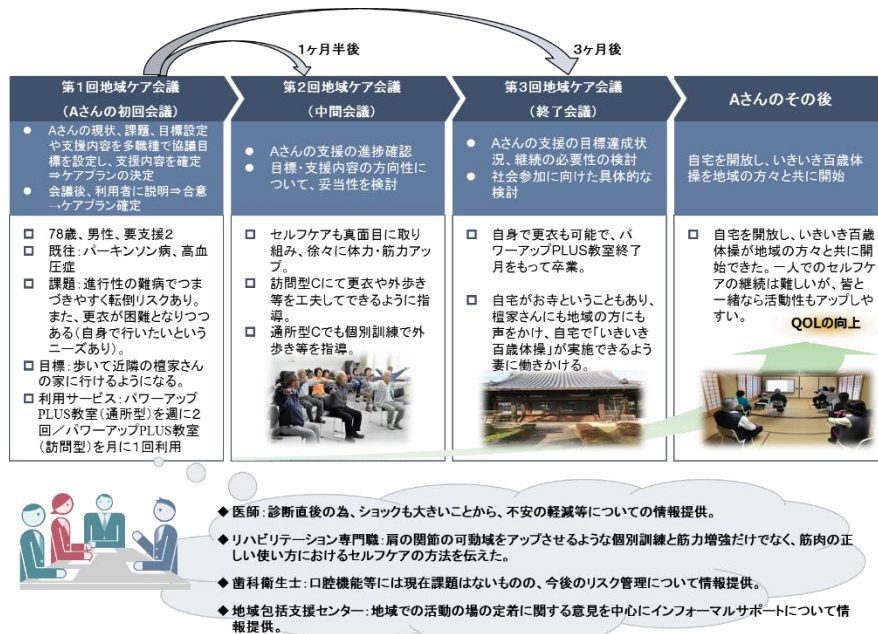 1ヶ月半後
3ヶ月後
第1回地域ケア会議
(Aさんの初回会議)
● Aさんの現状、課題、目標設定
や支援内容を多職種で協議
目標を設定し、支援内容を確定
⇒ケアプランの決定
● 会議後、利用者に説明⇒合意
→ケアプラン確定
□ 78歳、男性、要支援2
□ 既往:パーキンソン病、高血
圧症
□ 課題:進行性の難病でつま
づきやすく転倒リスクあり。
また、更衣が困難となりつつ
ある(自身で行いたいという
ニーズあり)。
□ 目標:歩いて近隣の檀家さん
の家に行けるようになる。
□ 利用サービス:パワーアップ
PLUS教室(通所型)を週に2
回/パワーアップPLUS教室
(訪問型)を月に1回利用
第2回地域ケア会議
(中間会議)
● Aさんの支援の進捗確認
● 目標・支援内容の方向性に
ついて、妥当性を検討
□ セルフケアも真面目に取り
組み、徐々に体力・筋力アッ
プ。
□ 訪問型Cにて更衣や外歩き
等を工夫してできるように指
導。
□ 通所型Cでも個別訓練で外
歩き等を指導。
第3回地域ケア会議
(終了会議)
● Aさんの支援の目標達成状
況、継続の必要性の検討
● 社会参加に向けた具体的な
検討
□ 自身で更衣も可能で、パ
ワーアップPLUS教室終了
月をもって卒業。
□ 自宅がお寺ということもあり、
檀家さんにも地域の方にも
声をかけ、自宅で「いきいき
百歳体操」が実施できるよう
妻に働きかける。
Aさんのその後
自宅を開放し、いきいき百歳体
操を地域の方々と共に開始
□ 自宅を開放し、いきいき百歳
体操が地域の方々と共に開
始できた。一人でのセルフケ
アの継続は難しいが、皆と
一緒なら活動性もアップしや
すい。
QOLの向上
◆ 医師:診断直後の為、ショックも大きいことから、不安の軽減等についての情報提供。
◆ リハビリテーション専門職:肩の関節の可動域をアップさせるような個別訓練と筋力増強だけでなく、筋肉の正
しい使い方におけるセルフケアの方法を伝えた。
◆ 歯科衛生士:口腔機能等には現在課題はないものの、今後のリスク管理について情報提供。
◆ 地域包括支援センター:地域での活動の場の定着に関する意見を中心にインフォーマルサポートについて情
報提供。